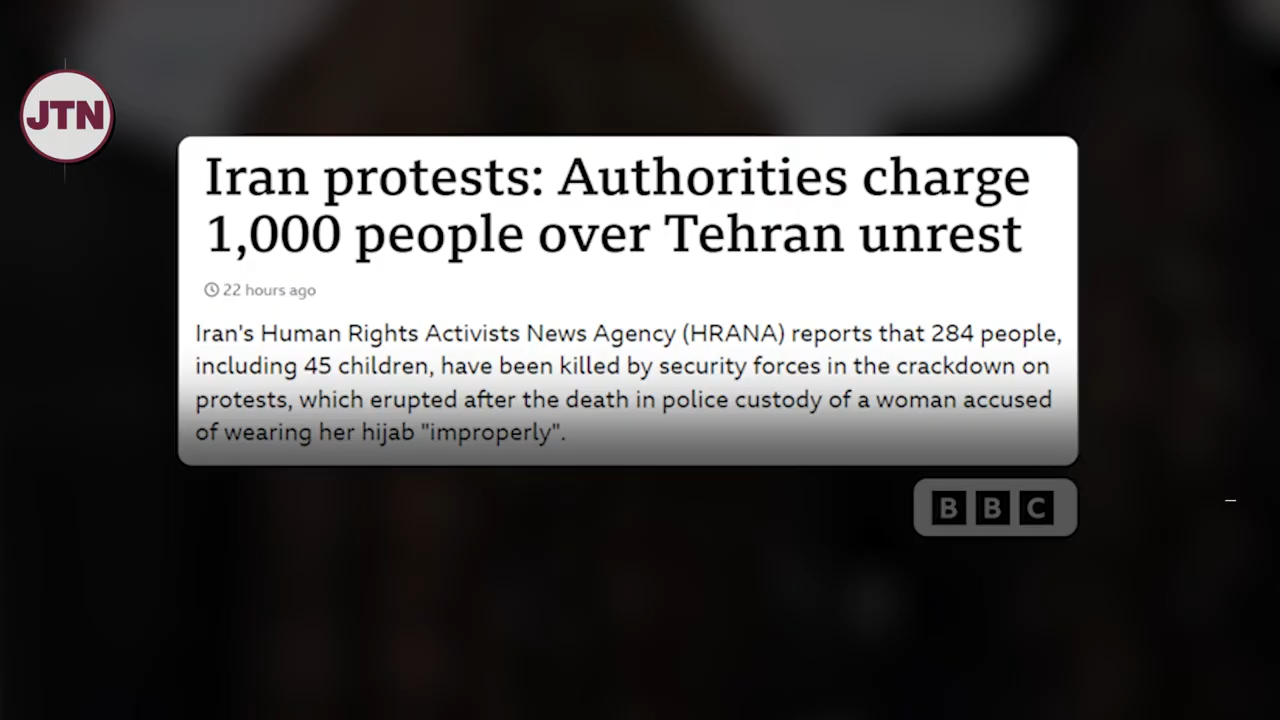 JTN
Iran protests: Authorities charge
1,000 people over Tehran unrest
22 hours ago
Iran's Human Rights Activists News Agency (HRANA) reports that 284 people,
including 45 children, have been killed by security forces in the crackdown on
protests, which erupted after the death in police custody of a woman accused
of wearing her hijab "improperly".
BBC